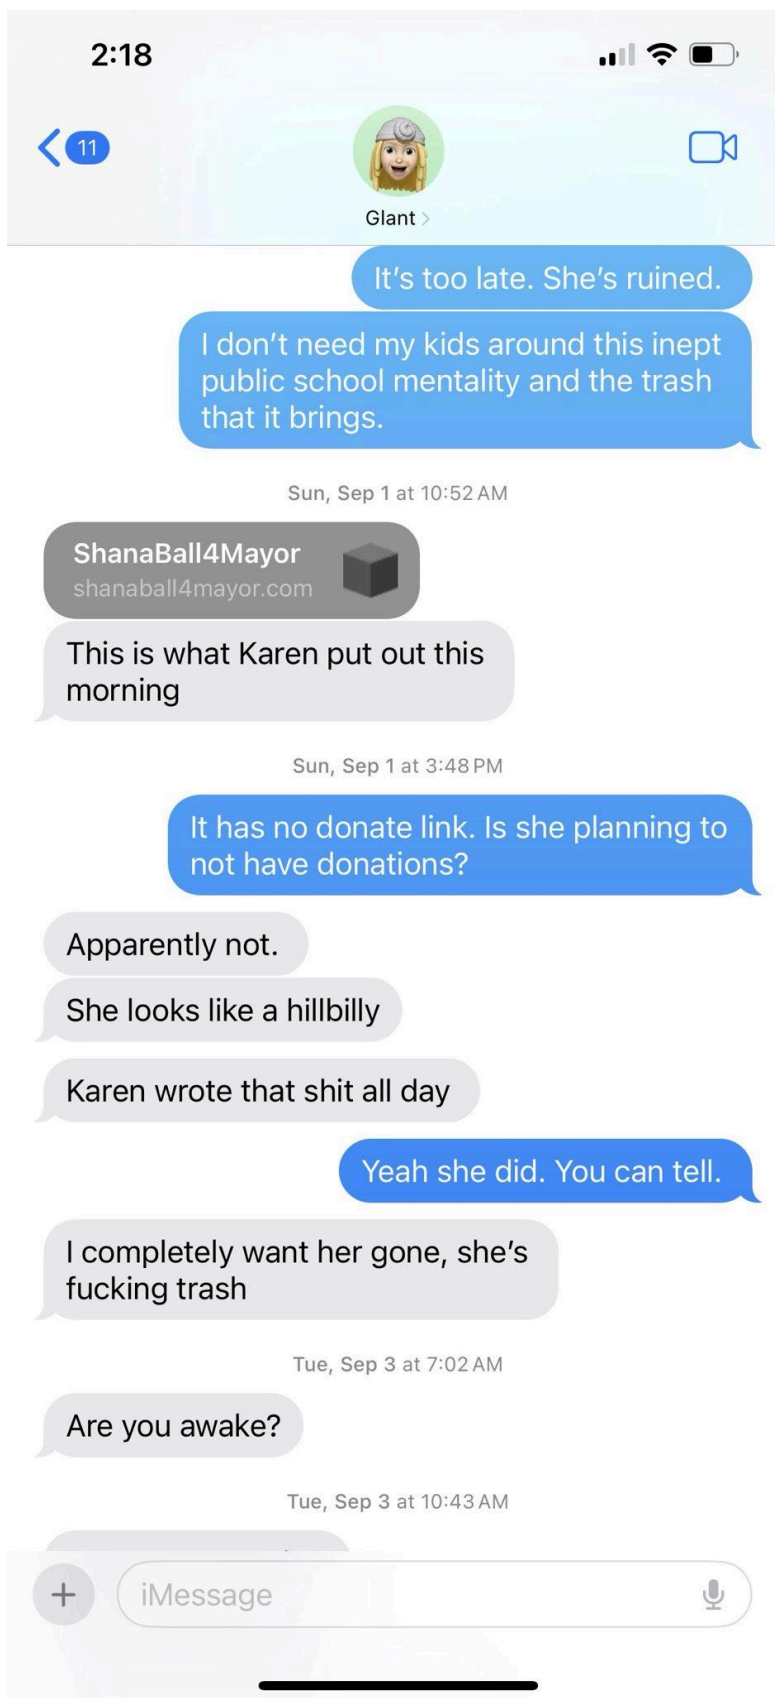 2:18
11
Glant
It's too late. She's ruined.
I don't need my kids around this inept
public school mentality and the trash
that it brings.
Sun, Sep 1 at 10:52 AM
ShanaBall4Mayor
shanaball4mayor.com
This is what Karen put out this
morning
Sun, Sep 1 at 3:48 PM
It has no donate link. Is she planning to
not have donations?
Apparently not.
She looks like a hillbilly
Karen wrote that shit all day
Yeah she did. You can tell.
I completely want her gone, she's
fucking trash
Tue, Sep 3 at 7:02 AM
Are you awake?
Tue, Sep 3 at 10:43 AM
iMessage